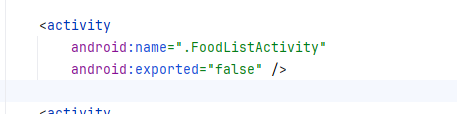 <activity
android:name=".FoodListActivity"
android:exported="false" />
<activity